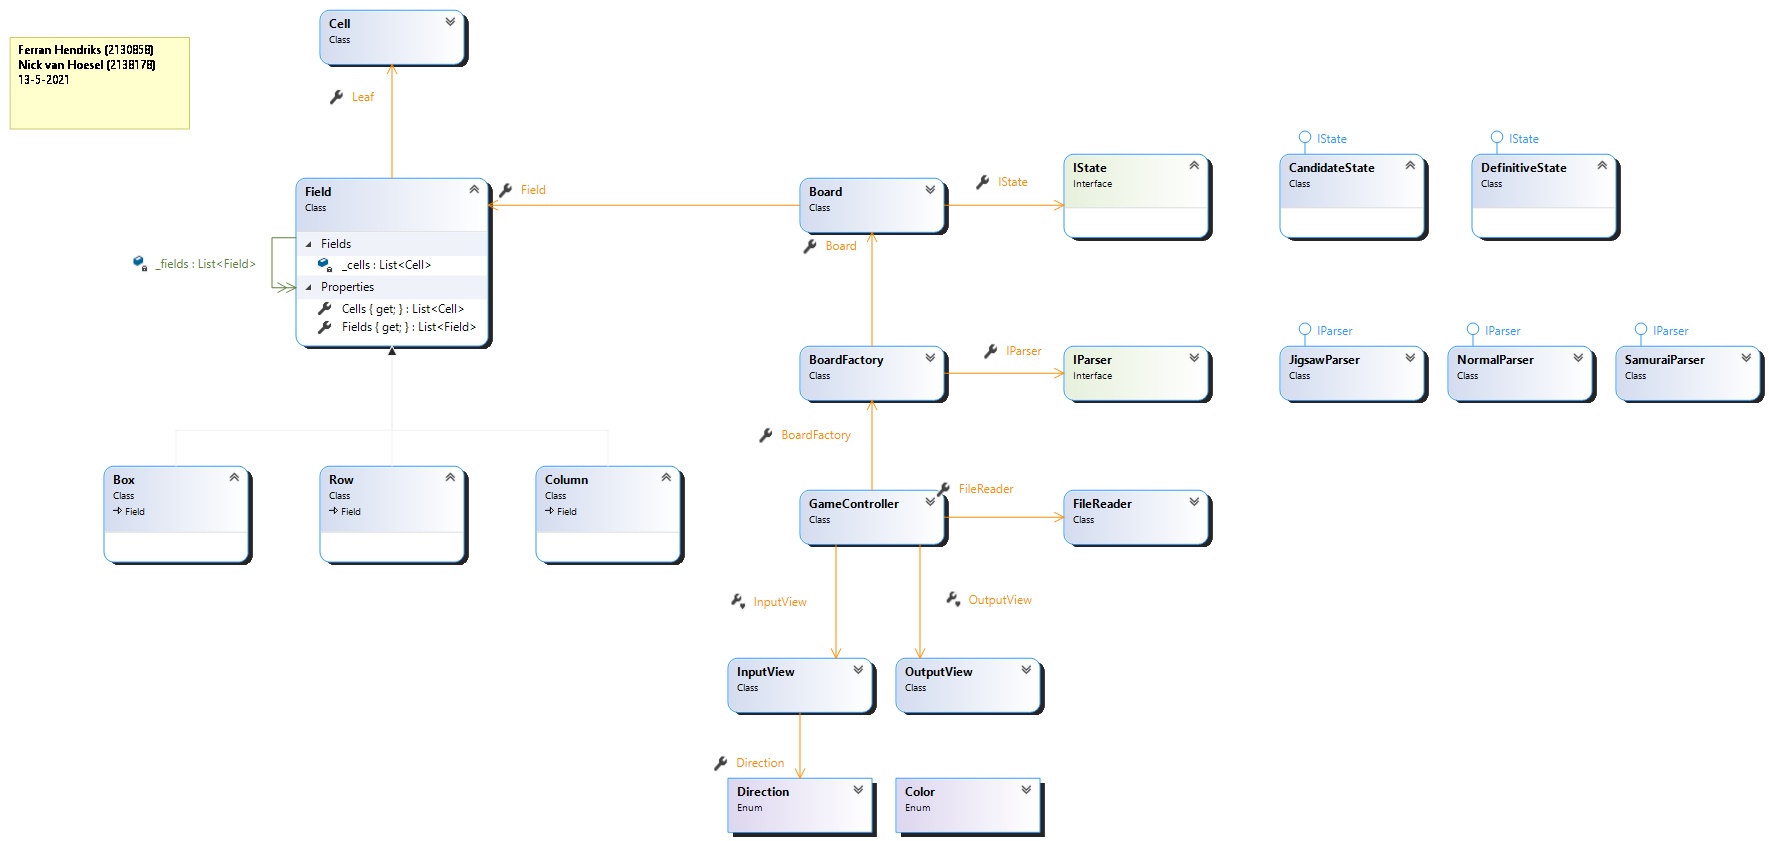 Ferran Hendriks (2130858)
Nick van Hoesel (2138178)
13-5-2021
Cell
Class
Leaf
Field
Class
Fields
_cells : List<Cell>
Properties
Cells { get; } : List<Cell>
Fields { get; } : List<Field>
_fields : List<Field>
Field
Board
Class
IState
IState
Interface
IState
CandidateState
Class
IState
DefinitiveState
Class
Board
BoardFactory
Class
IParser
IParser
Interface
IParser
JigsawParser
Class
IParser
NormalParser
Class
IParser
SamuraiParser
Class
BoardFactory
Box
Class
Field
Row
Class
Field
Column
Class
Field
GameController
Class
FileReader
FileReader
Class
InputView
OutputView
InputView
Class
OutputView
Class
Direction
Direction
Enum
Color
Enum